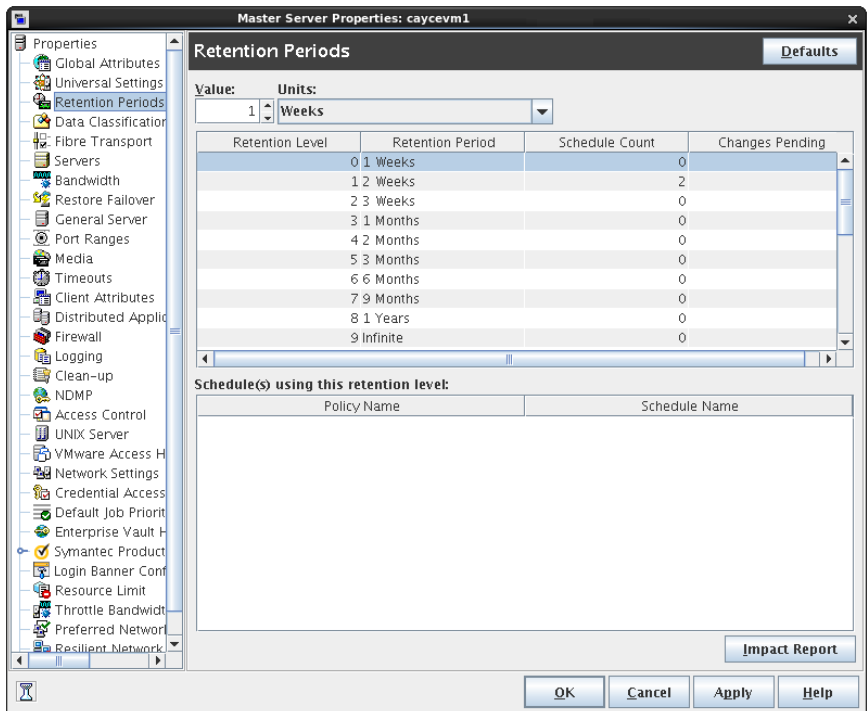 Master Server Properties: caycevm1
Properties
Global Attributes
Universal Settings
Retention Periods
Data Classification
Fibre Transport
Servers
Bandwidth
Restore Failover
General Server
Port Ranges
Media
Timeouts
Client Attributes
Distributed Applic
Firewall
Logging
Clean-up
NDMP
Access Control
UNIX Server
VMware Access H
Network Settings
Credential Access
Default Job Priorit
Enterprise Vault H
Symantec Product
Login Banner Conf
Resource Limit
Throttle Bandwidt
Preferred Networl
Resilient Network
Retention Periods
Defaults
Value: Units:
1 Weeks
Retention Level Retention Period Schedule Count Changes Pending
0 1 Weeks 0
1 2 Weeks 2
2 3 Weeks 0
3 1 Months 0
4 2 Months 0
5 3 Months 0
6 6 Months 0
7 9 Months 0
8 1 Years 0
9 Infinite 0
Schedule(s) using this retention level:
Policy Name Schedule Name
Impact Report
OK Cancel Apply Help